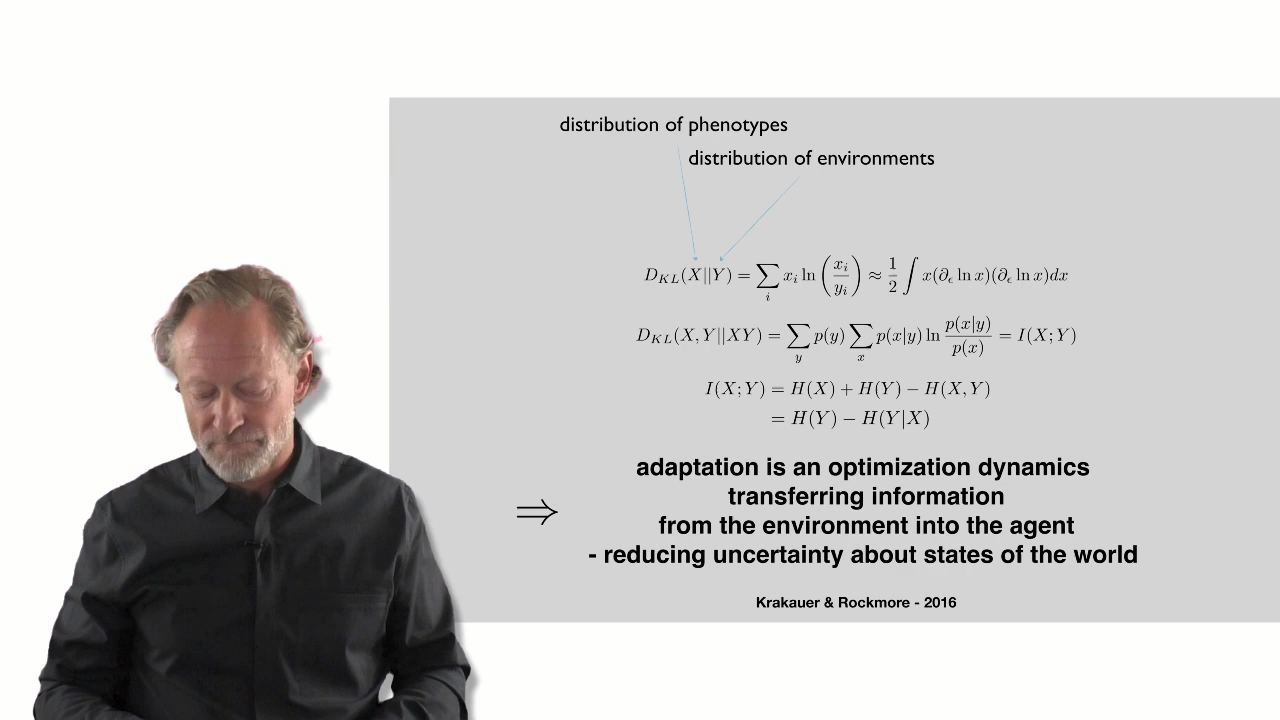 distribution of phenotypes
distribution of environments
$D_{KL}(X||Y) = \sum_i x_i \ln\left(\frac{x_i}{y_i}\right) \approx \frac{1}{2}\int x(\partial_\epsilon \ln x)(\partial_\epsilon \ln x)dx$
$D_{KL}(X,Y||XY) = \sum_y p(y) \sum_x p(x|y) \ln \frac{p(x|y)}{p(x)} = I(X;Y)$
$I(X;Y) = H(X) + H(Y) - H(X,Y)$
$= H(Y) - H(Y|X)$
adaptation is an optimization dynamics
transferring information
⇒ from the environment into the agent
- reducing uncertainty about states of the world
Krakauer & Rockmore - 2016